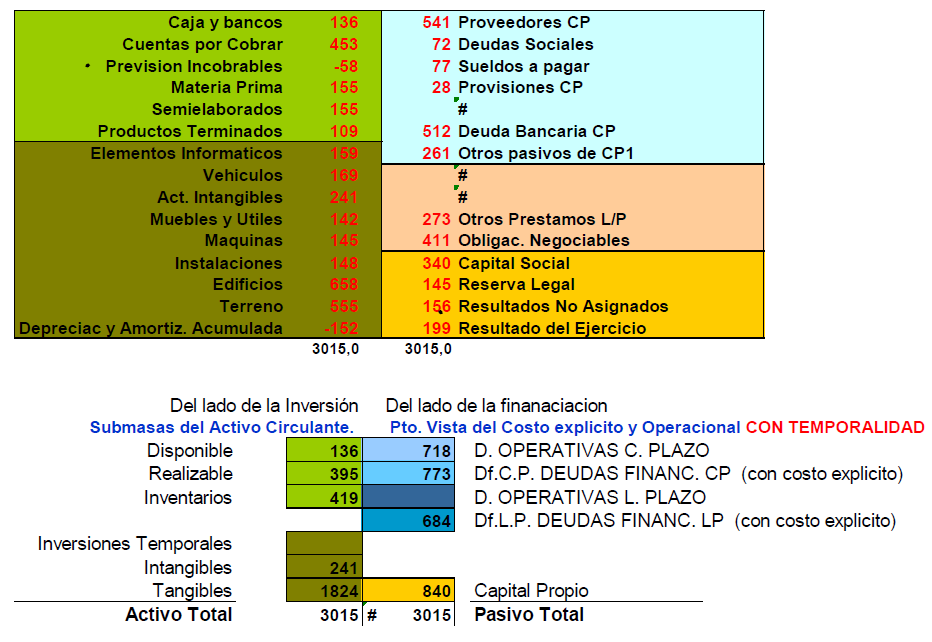 Caja y bancos 136 541 Proveedores CP
Cuentas por Cobrar 453 72 Deudas Sociales
• Prevision Incobrables -58 77 Sueldos a pagar
Materia Prima 155 28 Provisiones CP
Semielaborados 155 #
Productos Terminados 109 512 Deuda Bancaria CP
Elementos Informaticos 159 261 Otros pasivos de CP1
Vehiculos 169 #
Act. Intangibles 241 #
Muebles y Utiles 142 273 Otros Prestamos L/P
Maquinas 145 411 Obligac. Negociables
Instalaciones 148 340 Capital Social
Edificios 658 145 Reserva Legal
Terreno 555 156 Resultados No Asignados
Depreciac y Amortiz. Acumulada -152 199 Resultado del Ejercicio
3015,0 3015,0
Del lado de la Inversión Del lado de la finanaciacion
Submasas del Activo Circulante. Pto. Vista del Costo explicito y Operacional CON TEMPORALIDAD
Disponible 136 718 D. OPERATIVAS C. PLAZO
Realizable 395 773 Df.C.P. DEUDAS FINANC. CP (con costo explicito)
Inventarios 419 D. OPERATIVAS L. PLAZO
684 Df.L.P. DEUDAS FINANC. LP (con costo explicito)
Inversiones Temporales
Intangibles 241
Tangibles 1824 840 Capital Propio
Activo Total 3015 # 3015 Pasivo Total